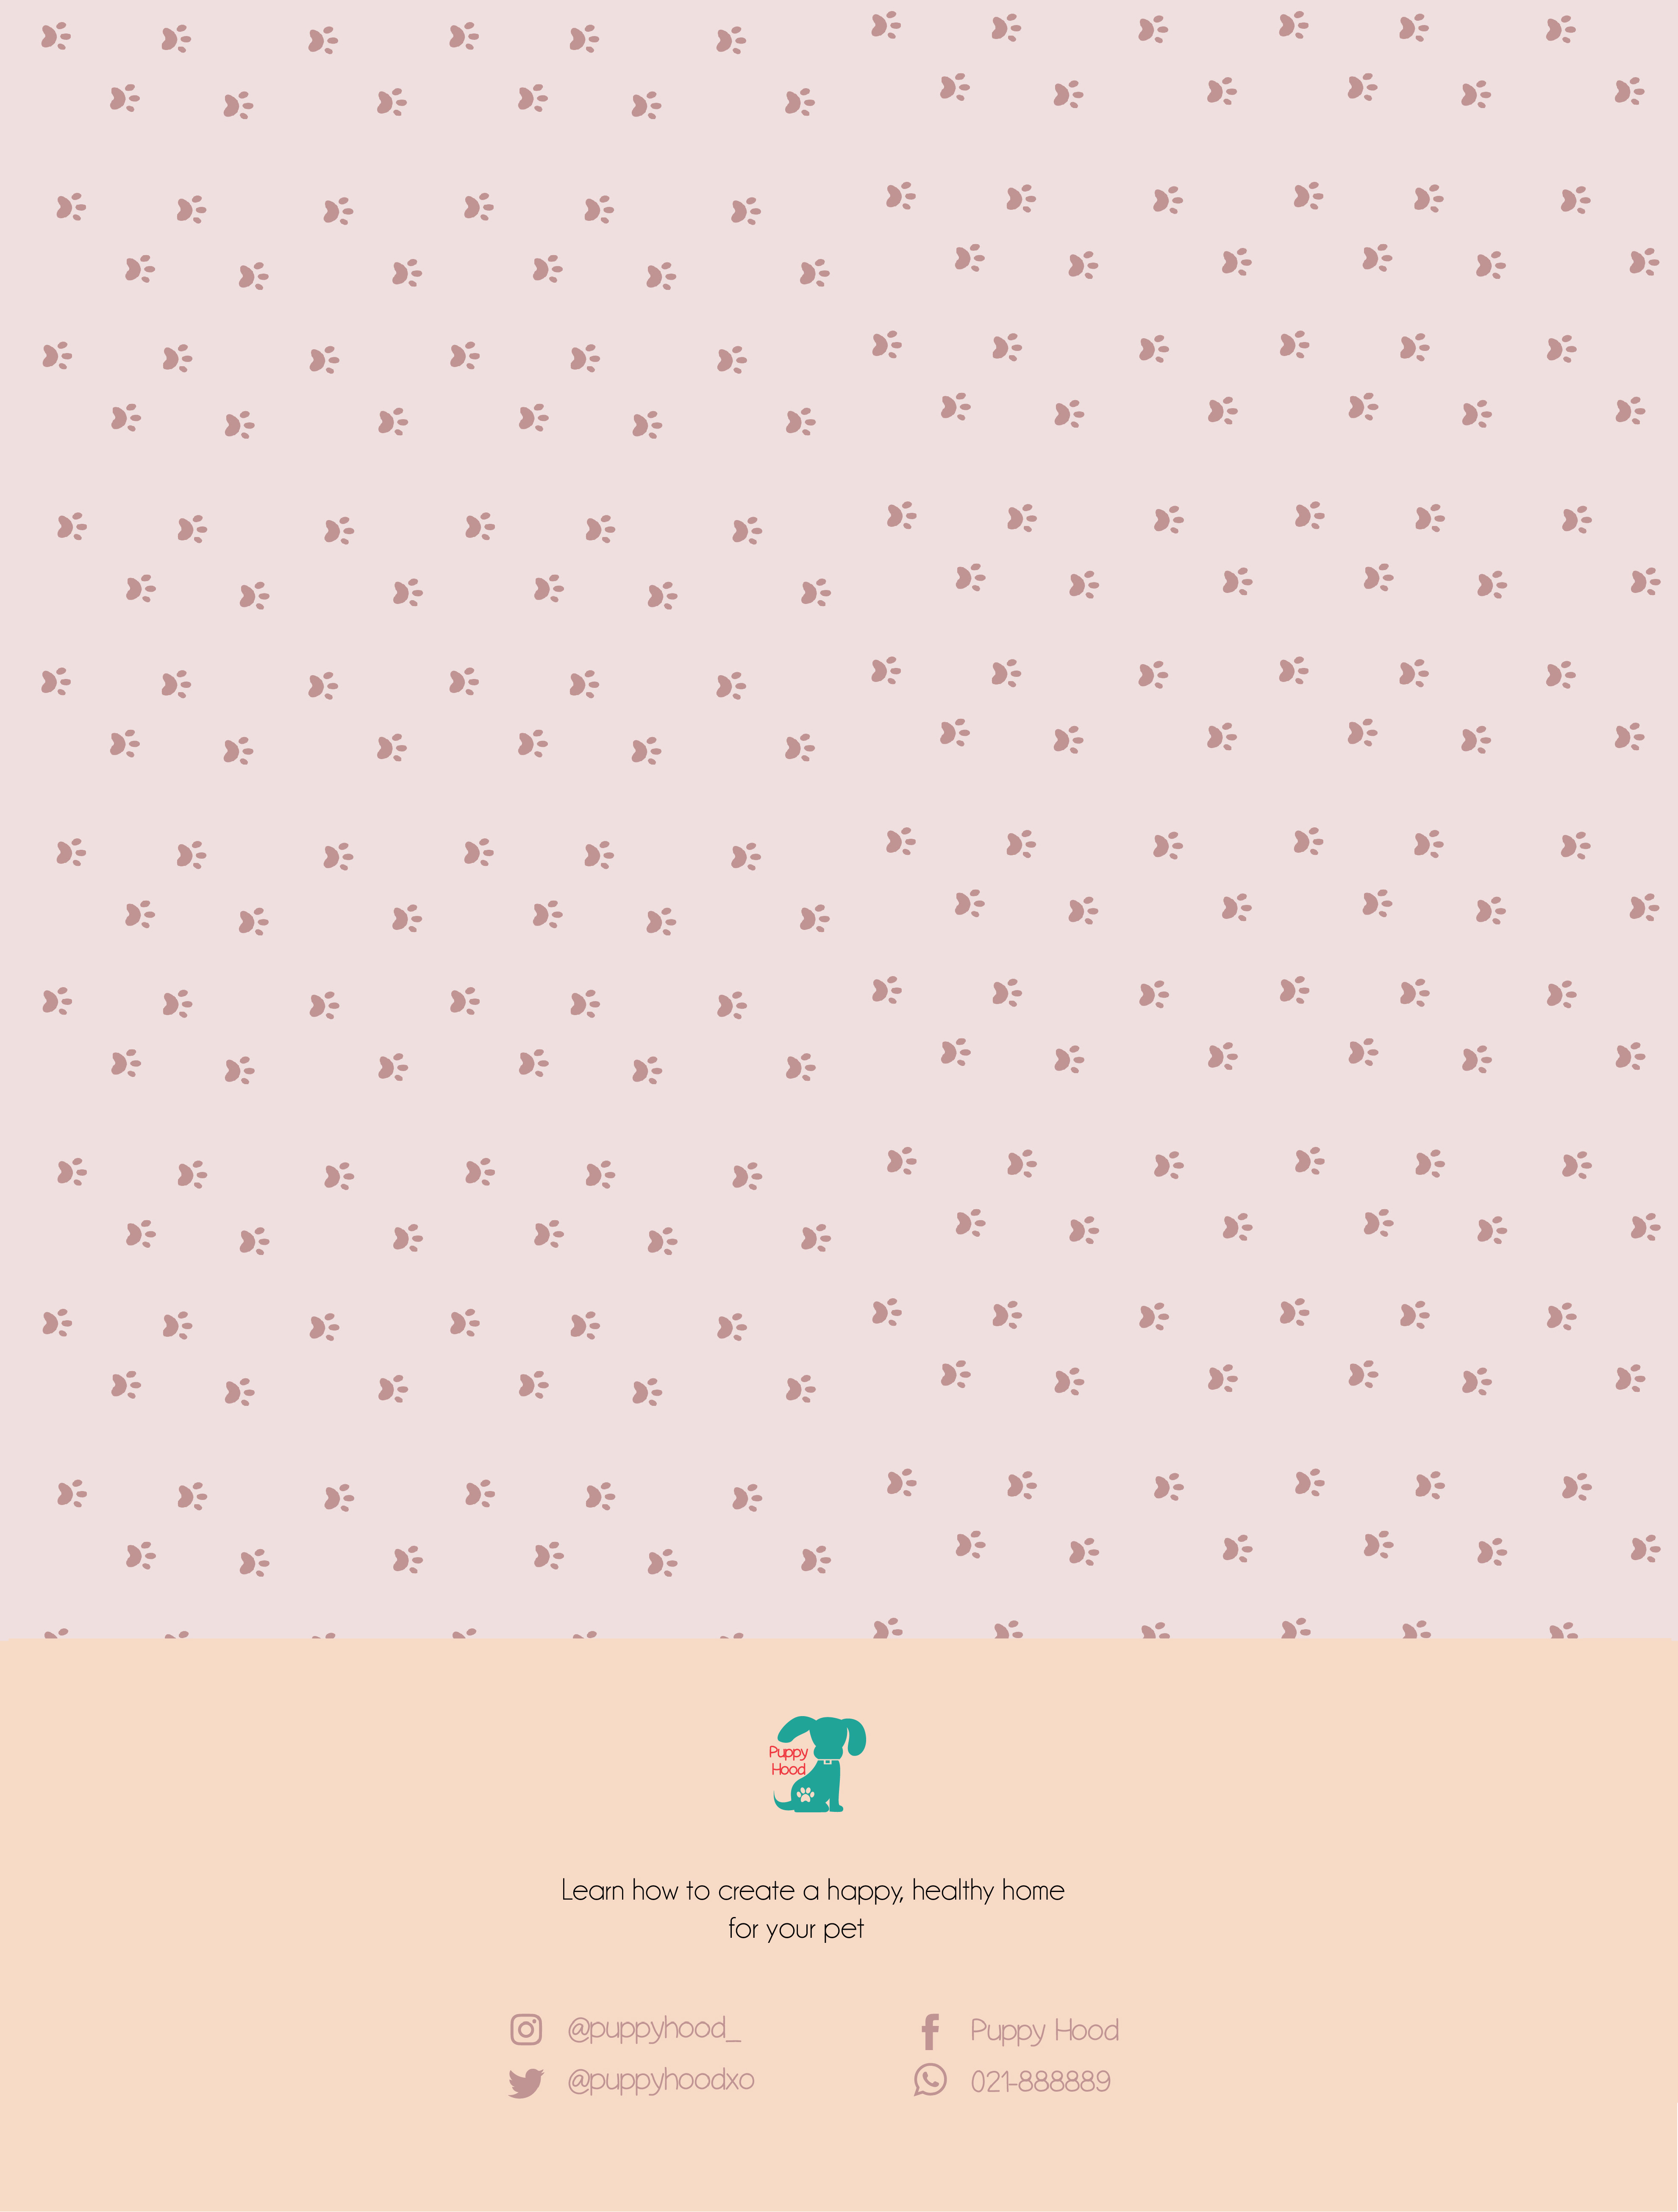 Puppy
Hood
Learn how to create a happy, healthy home
for your pet
@puppyhood_
Puppy Hood
@puppyhoodxo
021-888889